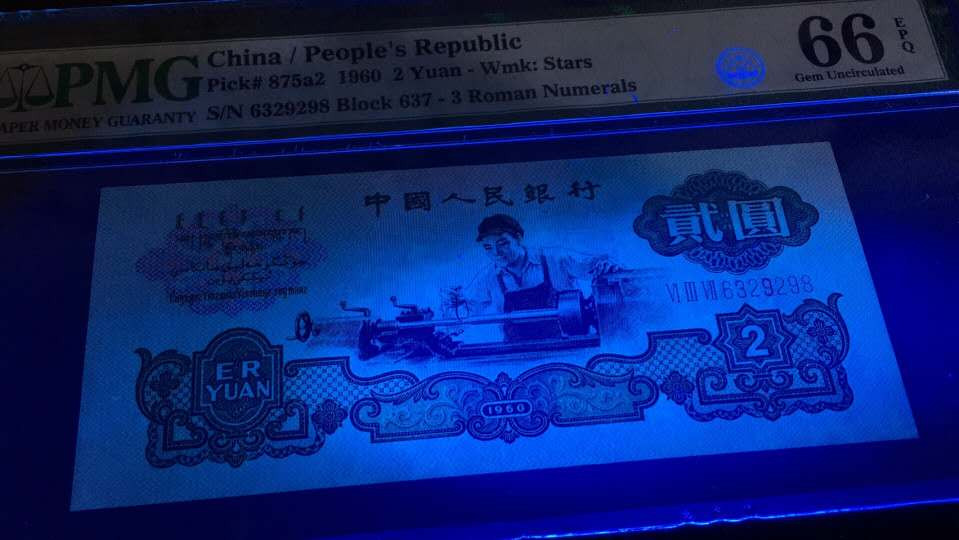 PMG
PAPER MONEY GUARANTY
China / People's Republic
Pick# 875a2 1960 2 Yuan - Wmk: Stars
S/N 6329298 Block 637 - 3 Roman Numerals
66 EPQ
Gem Uncirculated
中國人民銀行
貳圓
VI III VII 6329298
2
ER
YUAN
1960